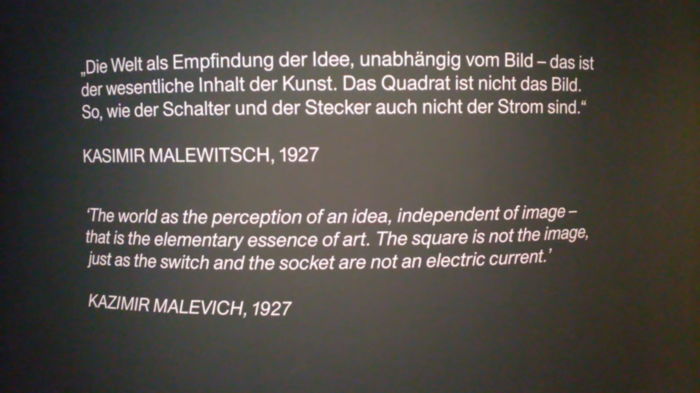 „Die Welt als Empfindung der Idee, unabhängig vom Bild – das ist
der wesentliche Inhalt der Kunst. Das Quadrat ist nicht das Bild.
So, wie der Schalter und der Stecker auch nicht der Strom sind.“
KASIMIR MALEWITSCH, 1927
‘The world as the perception of an idea, independent of image –
that is the elementary essence of art. The square is not the image,
just as the switch and the socket are not an electric current.’
KAZIMIR MALEVICH, 1927